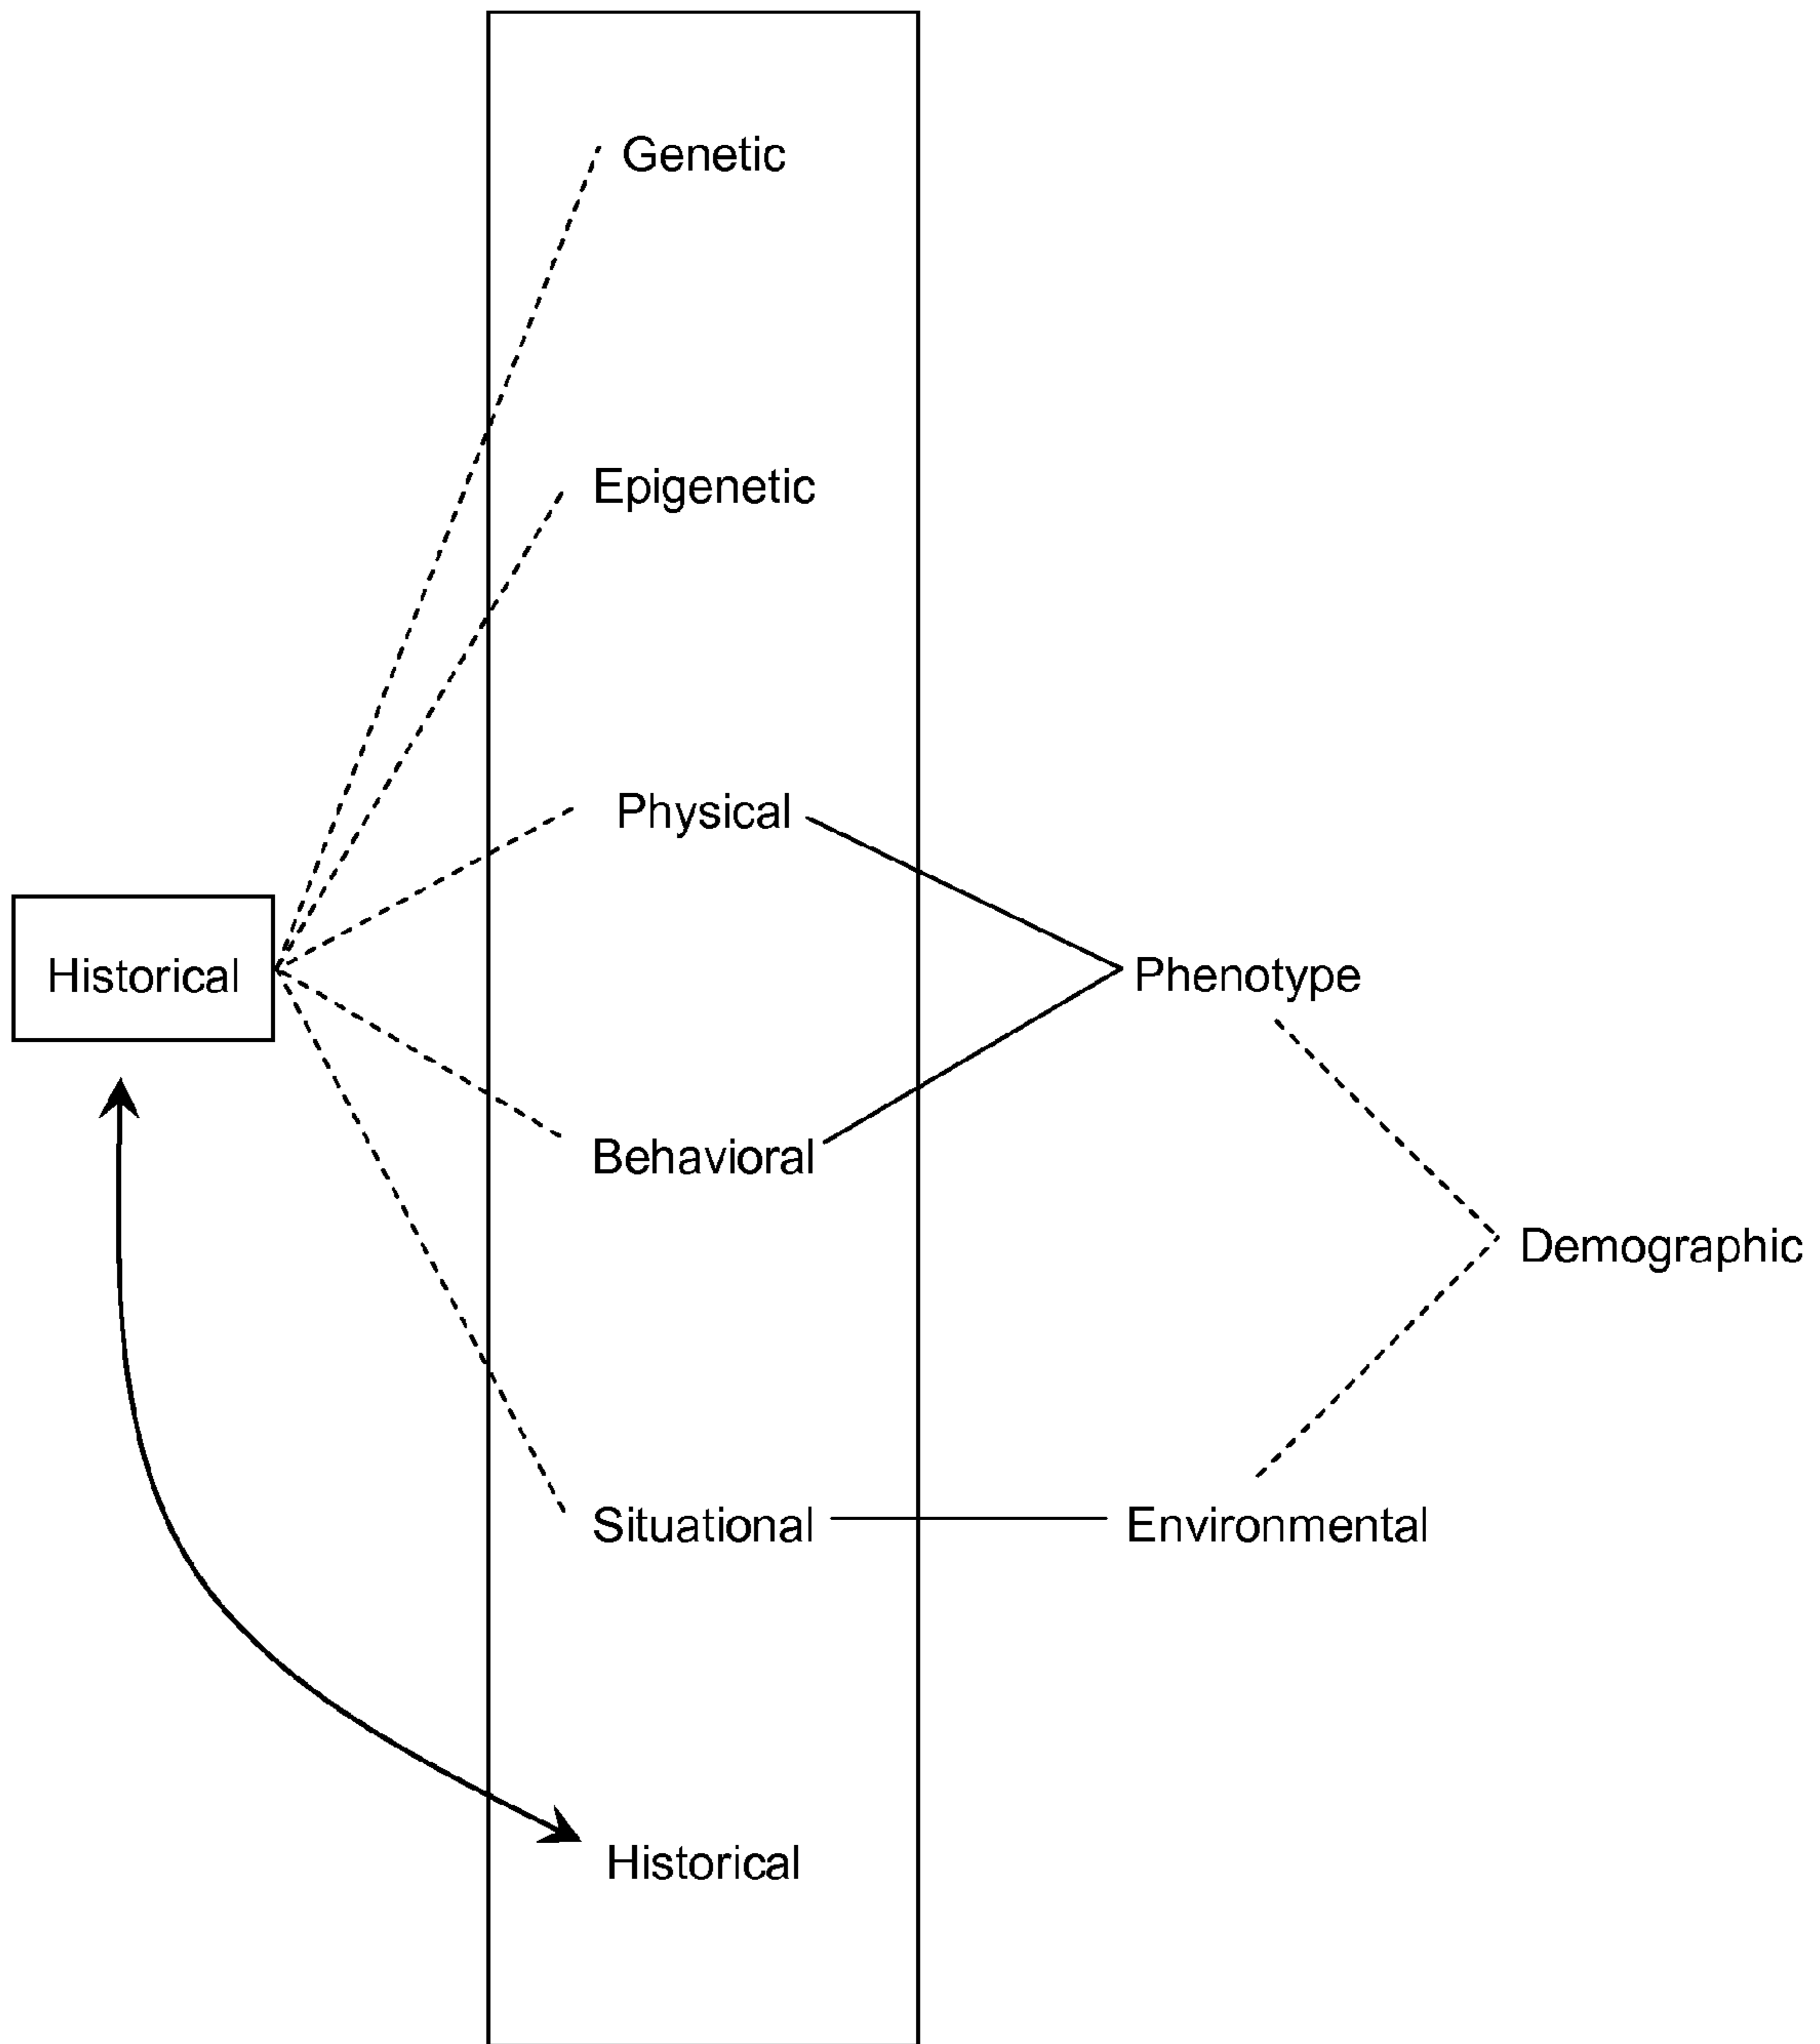 Genetic
Epigenetic
Physical
Historical
Phenotype
Behavioral
Demographic
Situational
Environmental
Historical